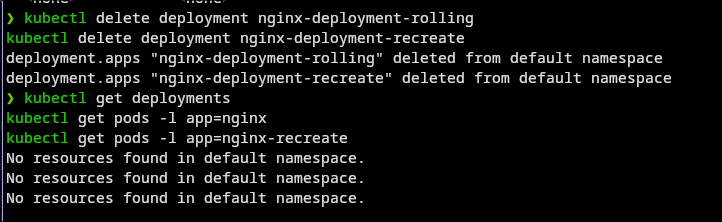 ❯ kubectl delete deployment nginx-deployment-rolling
kubectl delete deployment nginx-deployment-recreate
deployment.apps "nginx-deployment-rolling" deleted from default namespace
deployment.apps "nginx-deployment-recreate" deleted from default namespace
❯ kubectl get deployments
kubectl get pods -l app=nginx
kubectl get pods -l app=nginx-recreate
No resources found in default namespace.
No resources found in default namespace.
No resources found in default namespace.